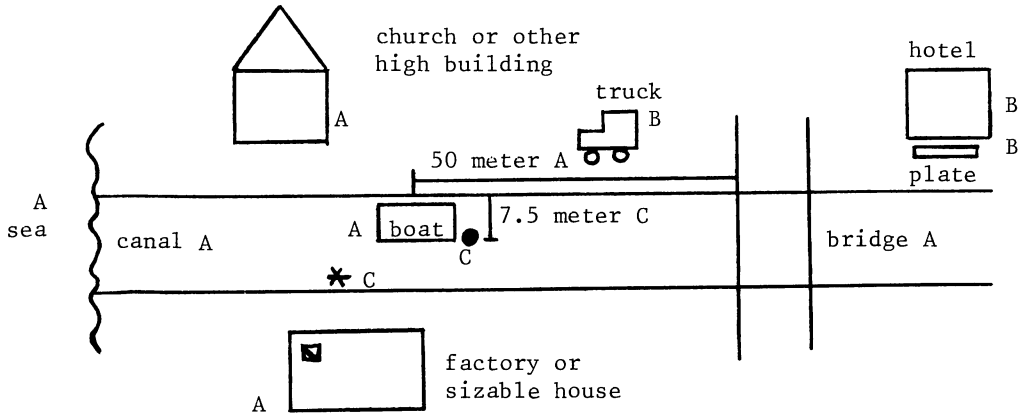 church or other
high building
A
truck
B
hotel
B
B
plate
50 meter A
A
sea
canal A
A
boat
7.5 meter C
C
C
bridge A
factory or
sizable house
A